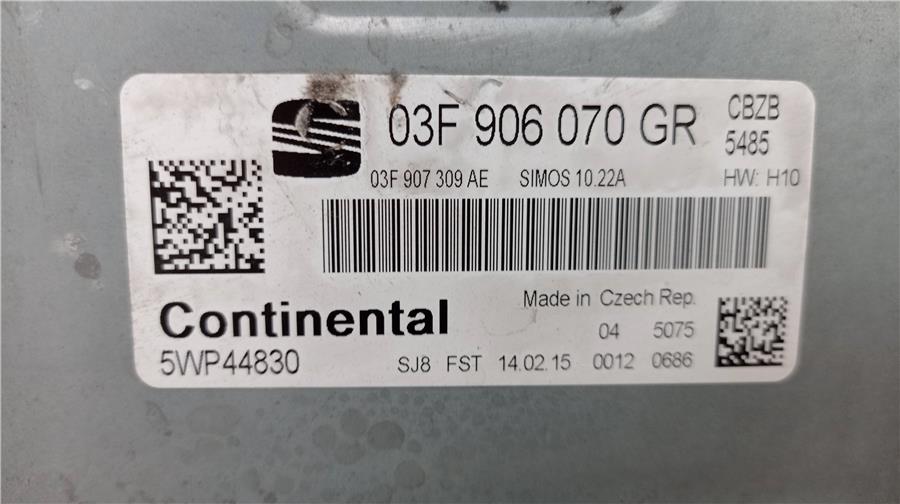 03F 906 070 GR
CBZB
5485
03F 907 309 AE SIMOS 10.22A HW: H10
Continental
Made in Czech Rep.
04 5075
5WP44830
SJ8 FST 14.02.15 0012 0686